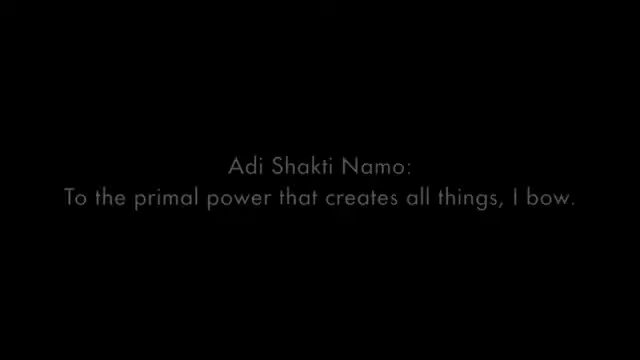 Adi Shakti Namo:
To the primal power that creates all things, I bow.